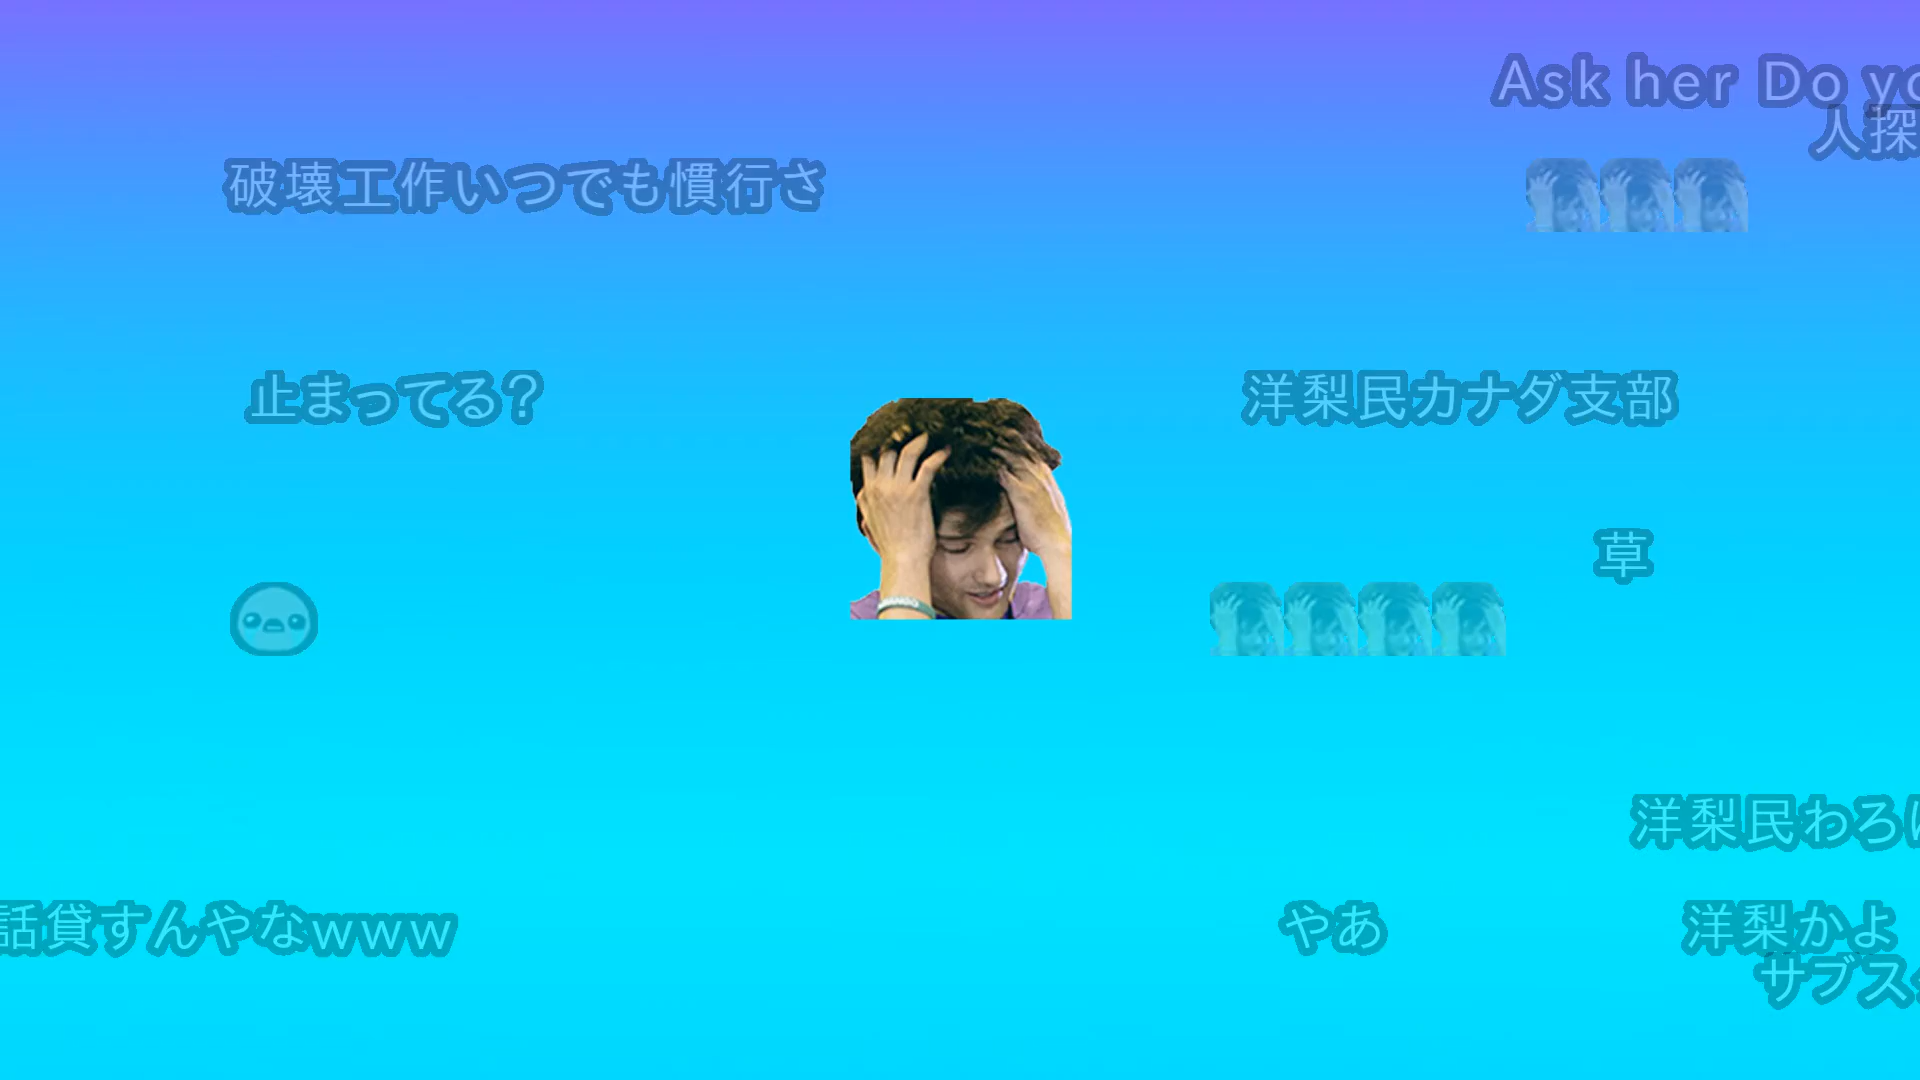 Ask her Do yo
人探
破壊工作いつでも慣行さ
止まってる？
洋梨民カナダ支部
草
洋梨民わろ
話貸すんやなwww
やあ
洋梨かよ
サブス